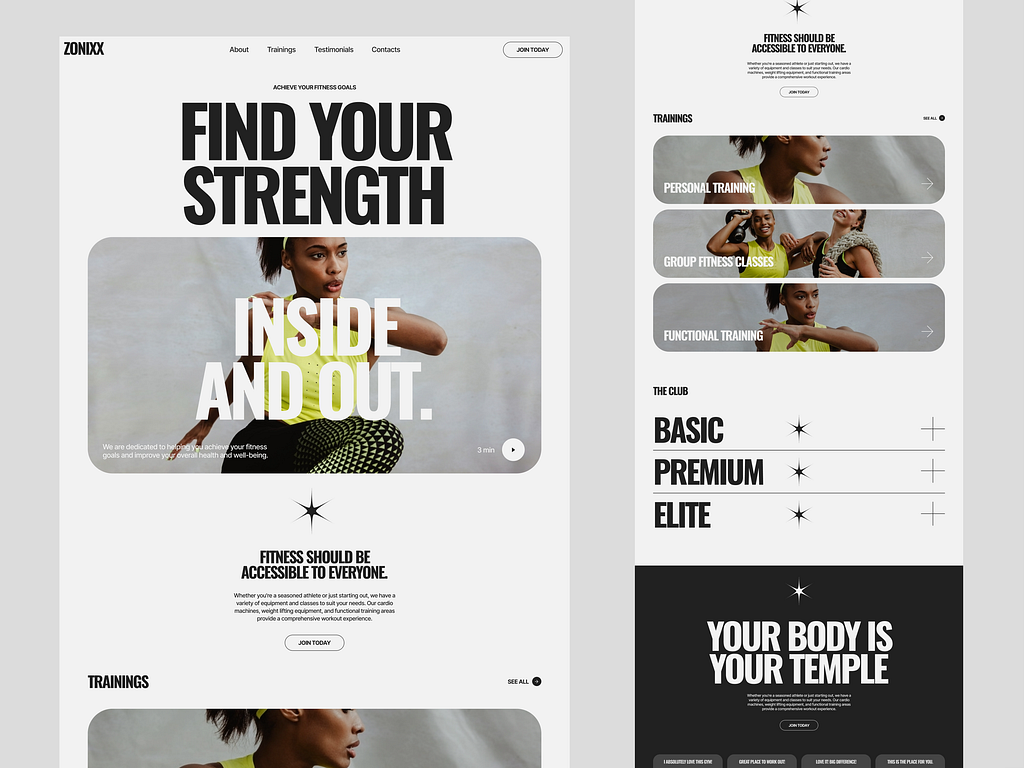 ZONIXX
About Trainings Testimonials Contacts
JOIN TODAY
ACHIEVE YOUR FITNESS GOALS
FIND YOUR
STRENGTH
INSIDE
AND OUT.
We are dedicated to helping you achieve your fitness
goals and improve your overall health and well-being.
3 min
FITNESS SHOULD BE
ACCESSIBLE TO EVERYONE.
Whether you're a seasoned athlete or just starting out, we have a
variety of equipment and classes to suit your needs. Our cardio
machines, weight lifting equipment, and functional training areas
provide a comprehensive workout experience.
JOIN TODAY
TRAININGS
SEE ALL
FITNESS SHOULD BE
ACCESSIBLE TO EVERYONE.
Whether you're a seasoned athlete or just starting out, we have a
variety of equipment and classes to suit your needs. Our cardio
machines, weight lifting equipment, and functional training areas
provide a comprehensive workout experience.
JOIN TODAY
TRAININGS
SEE ALL
PERSONAL TRAINING
GROUP FITNESS CLASSES
FUNCTIONAL TRAINING
THE CLUB
BASIC
PREMIUM
ELITE
YOUR BODY IS
YOUR TEMPLE
Whether you're a seasoned athlete or just starting out, we have a
variety of equipment and classes to suit your needs. Our cardio
machines, weight lifting equipment, and functional training areas
provide a comprehensive workout experience.
JOIN TODAY
I ABSOLUTELY LOVE THIS GYM!
GREAT PLACE TO WORK OUT!
LOVE IT! BIG DIFFERENCE!
THIS IS THE PLACE FOR YOU,